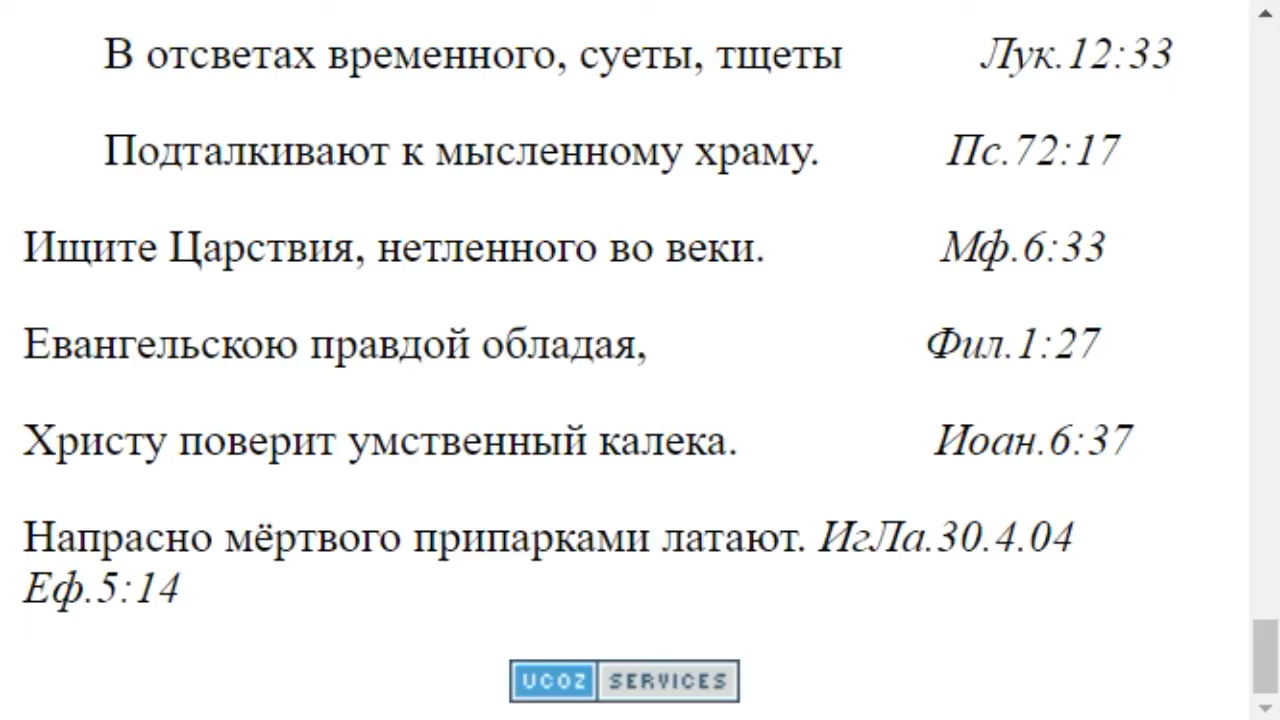 В отсветах временного, суеты, тщеты Лук.12:33
Подталкивают к мысленному храму. Пс.72:17
Ищите Царствия, нетленного во веки. Мф.6:33
Евангельскою правдой обладая, Фил.1:27
Христу поверит умственный калека. Иоан.6:37
Напрасно мёртвого припарками латают. ИгЛа.30.4.04
Еф.5:14
UCOZ SERVICES